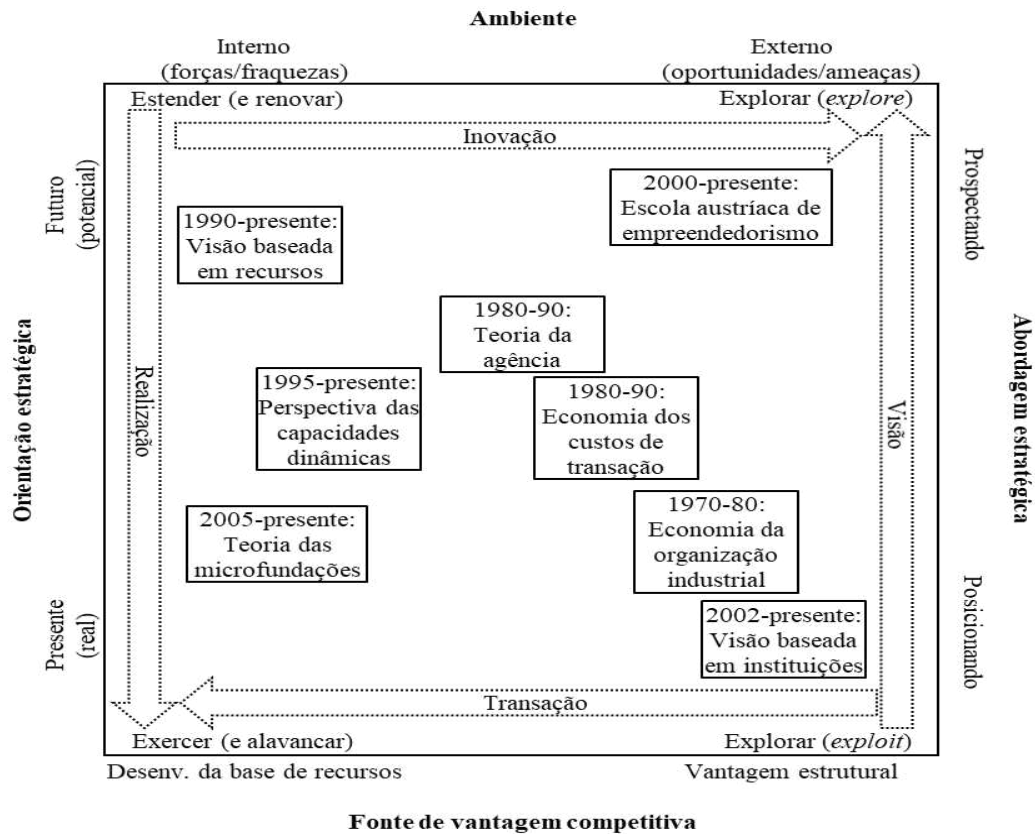 Ambiente
Interno
(forças/fraquezas)
Externo
(oportunidades/ameaças)
Estender (e renovar)
Explorar (explore)
Inovação
Futuro
(potencial)
Prospectando
2000-presente:
Escola austríaca de
empreendedorismo
1990-presente:
Visão baseada
em recursos
1980-90:
Teoria da
agência
Orientação estratégica
Realização
1995-presente:
Perspectiva das
capacidades
dinâmicas
1980-90:
Economia dos
custos de
transação
Visão
Abordagem estratégica
2005-presente:
Teoria das
microfundações
1970-80:
Economia da
organização
industrial
Presente
(real)
Posicionando
2002-presente:
Visão baseada
em instituições
Transação
Exercer (e alavancar)
Explorar (exploit)
Desenv. da base de recursos
Vantagem estrutural
Fonte de vantagem competitiva